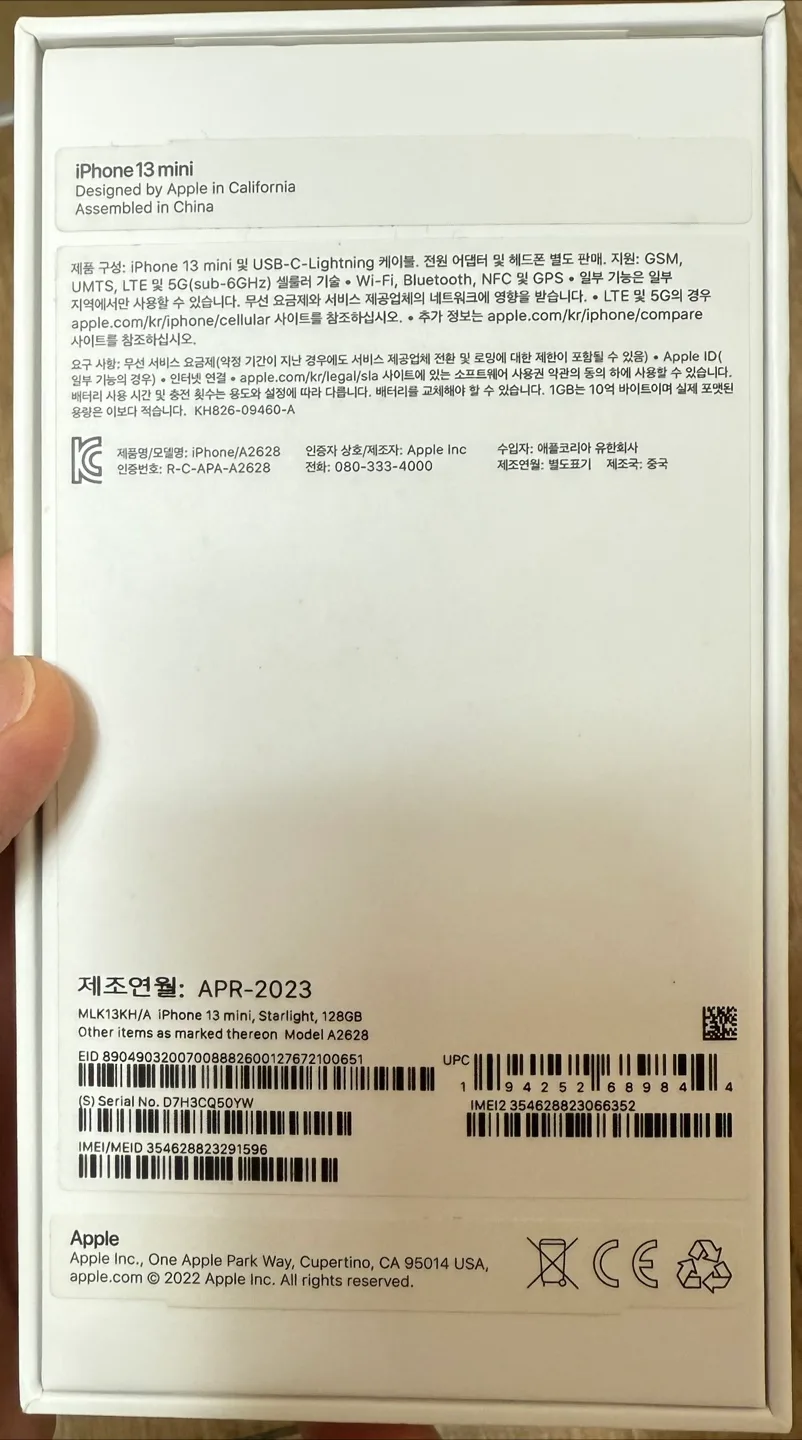 iPhone 13 mini
Designed by Apple in California
Assembled in China
제품 구성: iPhone 13 mini 및 USB-C-Lightning 케이블. 전원 어댑터 및 헤드폰 별도 판매. 지원: GSM,
UMTS, LTE 및 5G(sub-6GHz) 셀룰러 기술 • Wi-Fi, Bluetooth, NFC 및 GPS • 일부 기능은 일부
지역에서만 사용할 수 있습니다. 무선 요금제와 서비스 제공업체의 네트워크에 영향을 받습니다. • LTE 및 5G의 경우
apple.com/kr/iphone/cellular 사이트를 참조하십시오. • 추가 정보는 apple.com/kr/iphone/compare
사이트를 참조하십시오.
요구 사항: 무선 서비스 요금제(약정 기간이 지난 경우에도 서비스 제공업체 전환 및 로밍에 대한 제한이 포함될 수 있음) • Apple ID(
일부 기능의 경우) • 인터넷 연결 • apple.com/kr/legal/sla 사이트에 있는 소프트웨어 사용권 약관의 동의 하에 사용할 수 있습니다.
배터리 사용 시간 및 충전 횟수는 용도와 설정에 따라 다릅니다. 배터리를 교체해야 할 수 있습니다. 1GB는 10억 바이트이며 실제 포맷된
용량은 이보다 적습니다. KH826-09460-A
제품명/모델명: iPhone/A2628 인증자 상호/제조자: Apple Inc 수입자: 애플코리아 유한회사
인증번호: R-C-APA-A2628 전화: 080-333-4000 제조연월: 별도표기 제조국: 중국
제조연월: APR-2023
MLK13KH/A iPhone 13 mini, Starlight, 128GB
Other items as marked thereon Model A2628
EID 89049032007008882600127672100651
UPC
1 94252 68984 4
(S) Serial No. D7H3CQ50YW
IMEI2 354628823066352
IMEI/MEID 354628823291596
Apple
Apple Inc., One Apple Park Way, Cupertino, CA 95014 USA,
apple.com © 2022 Apple Inc. All rights reserved.
CE